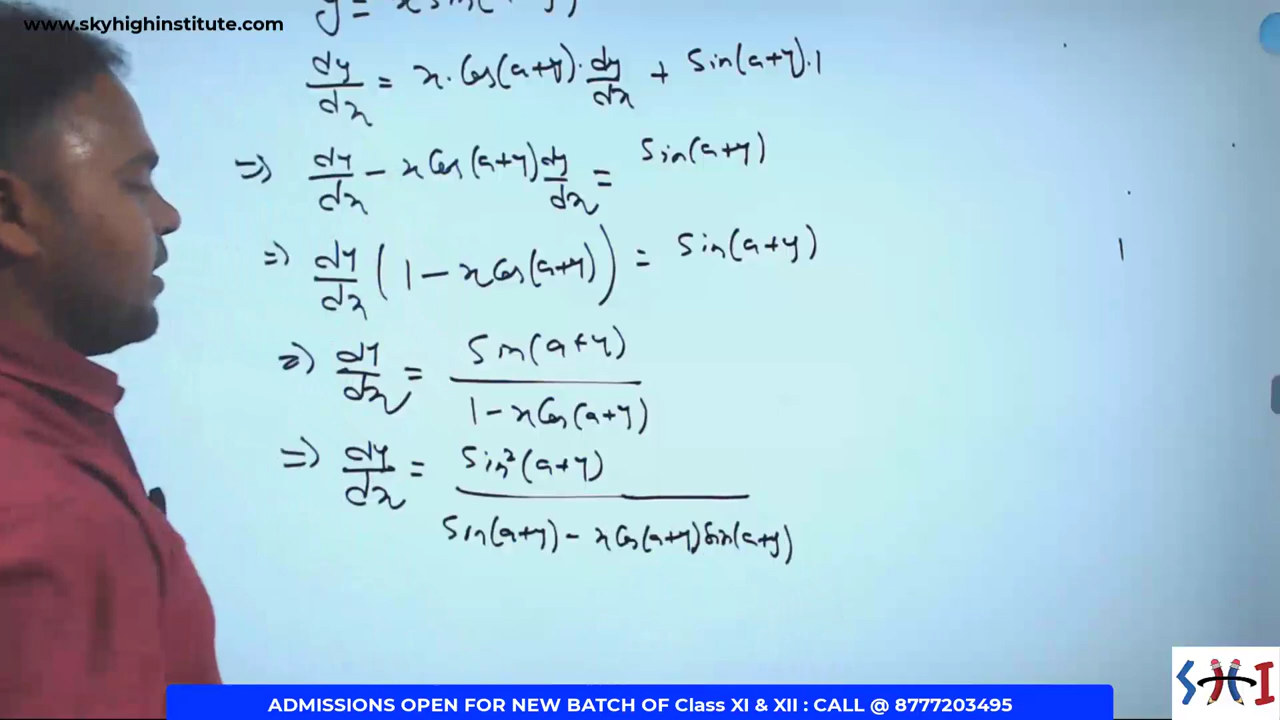 y = x sin(a+y)
www.skyhighinstitute.com
dy/dx = x·Cos(a+y)·dy/dx + Sin(a+y)·1
=> dy/dx - x Cos(a+y) dy/dx = Sin(a+y)
=> dy/dx (1 - x Cos(a+y)) = Sin(a+y)
=> dy/dx = Sin(a+y) / 1 - x Cos(a+y)
=> dy/dx = Sin²(a+y) / Sin(a+y) - x Cos(a+y) Sin(a+y)
SHI
ADMISSIONS OPEN FOR NEW BATCH OF Class XI & XII : CALL @ 8777203495